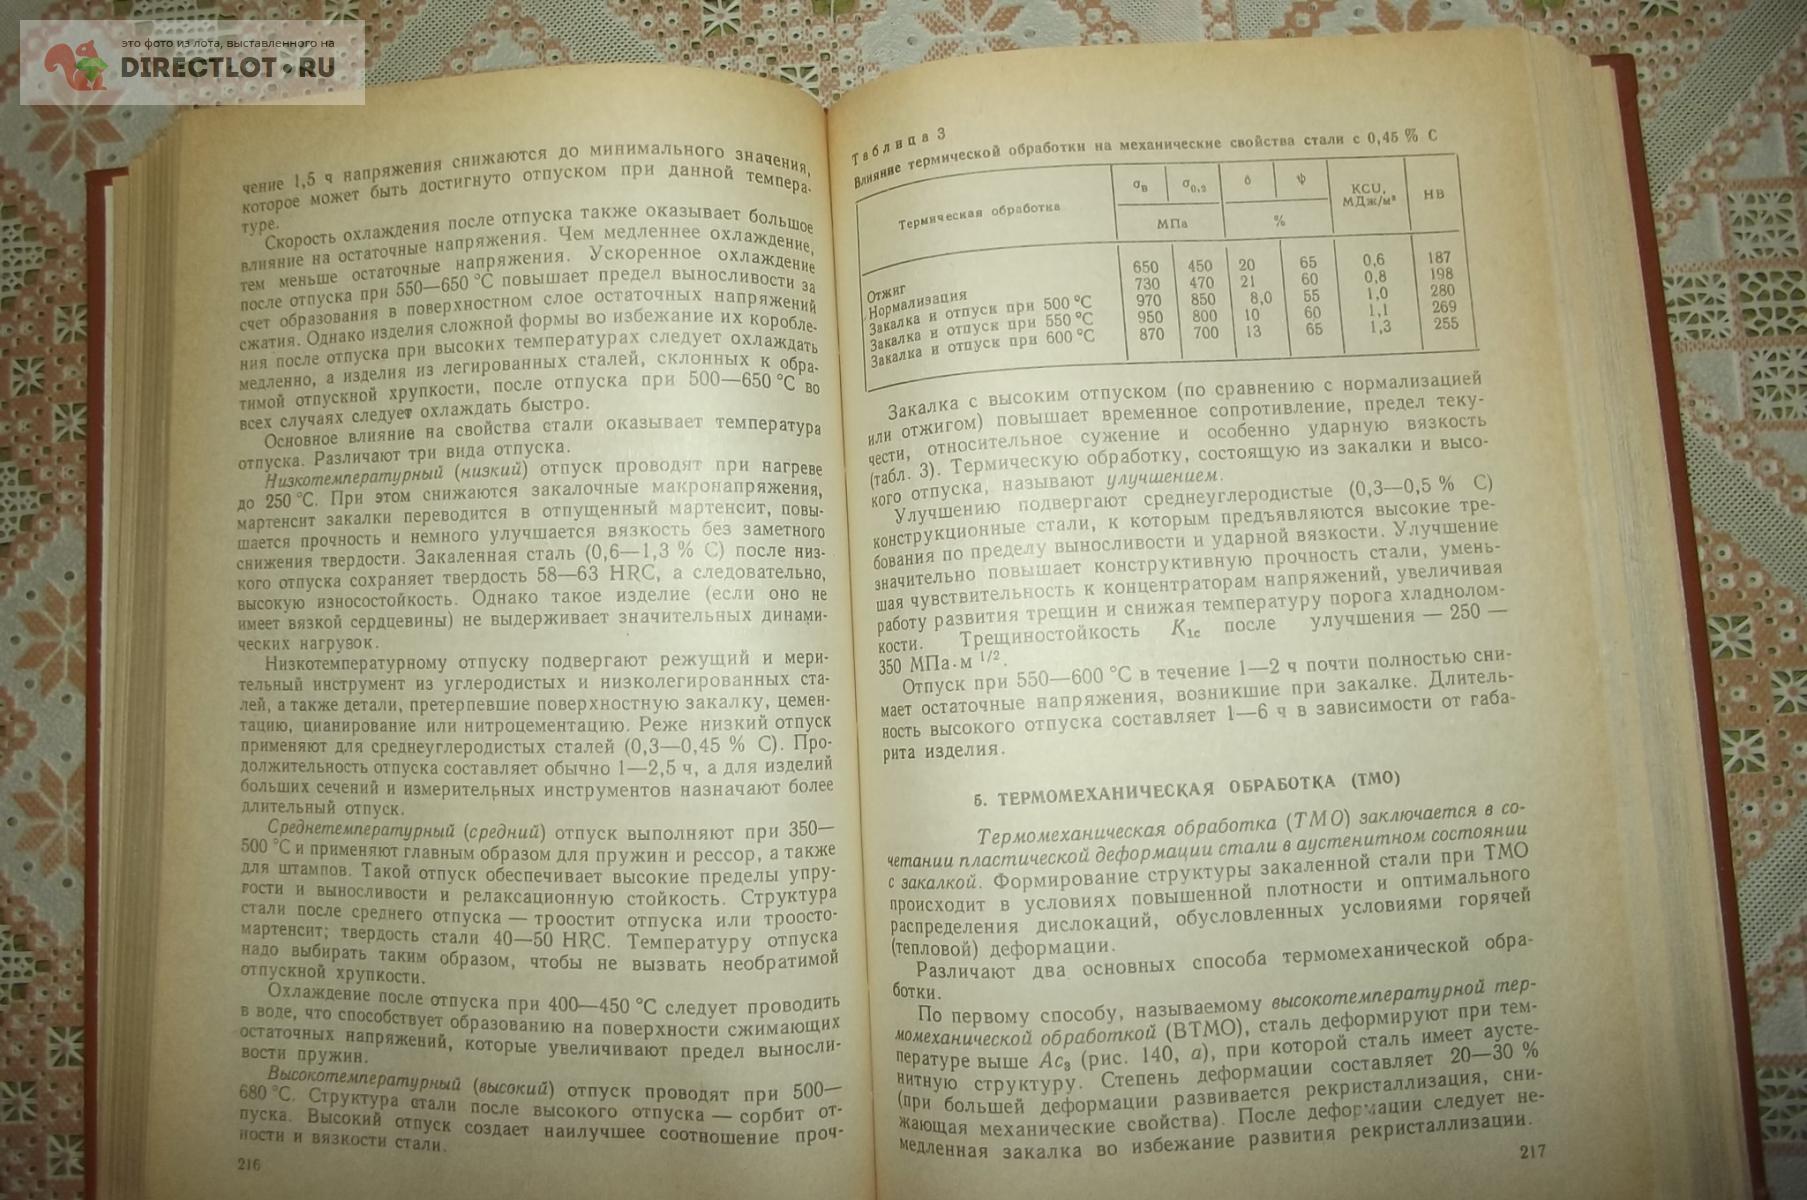 это фото из лота, выставленного на
DIRECTLOT.RU
чение 1,5 ч напряжения снижаются до минимального значения,
которое может быть достигнуто отпуском при данной темпера-
туре.
Скорость охлаждения после отпуска также оказывает большое
влияние на остаточные напряжения. Чем медленнее охлаждение,
тем меньше остаточные напряжения. Ускоренное охлаждение
после отпуска при 550—650 °С повышает предел выносливости за
счет образования в поверхностном слое остаточных напряжений
сжатия. Однако изделия сложной формы во избежание их коробле-
ния после отпуска при высоких температурах следует охлаждать
медленно, а изделия из легированных сталей, склонных к обра-
тимой отпускной хрупкости, после отпуска при 500—650 °С во
всех случаях следует охлаждать быстро.
Основное влияние на свойства стали оказывает температура
отпуска. Различают три вида отпуска.
Низкотемпературный (низкий) отпуск проводят при нагреве
до 250 °С. При этом снижаются закалочные макронапряжения,
мартенсит закалки переводится в отпущенный мартенсит, повы-
шается прочность и немного улучшается вязкость без заметного
снижения твердости. Закаленная сталь (0,6—1,3 % С) после низ-
кого отпуска сохраняет твердость 58—63 HRC, а следовательно,
высокую износостойкость. Однако такое изделие (если оно не
имеет вязкой сердцевины) не выдерживает значительных динами-
ческих нагрузок.
Низкотемпературному отпуску подвергают режущий и мери-
тельный инструмент из углеродистых и низколегированных ста-
лей, а также детали, претерпевшие поверхностную закалку, цемен-
тацию, цианирование или нитроцементацию. Реже низкий отпуск
применяют для среднеуглеродистых сталей (0,3—0,45 % С). Про-
должительность отпуска составляет обычно 1—2,5 ч, а для изделий
больших сечений и измерительных инструментов назначают более
длительный отпуск.
Среднетемпературный (средний) отпуск выполняют при 350—
500 °С и применяют главным образом для пружин и рессор, а также
для штампов. Такой отпуск обеспечивает высокие пределы упру-
гости и выносливости и релаксационную стойкость. Структура
стали после среднего отпуска — троостит отпуска или троосто-
мартенсит; твердость стали 40—50 HRC. Температуру отпуска
надо выбирать таким образом, чтобы не вызвать необратимой
отпускной хрупкости.
Охлаждение после отпуска при 400—450 °С следует проводить
в воде, что способствует образованию на поверхности сжимающих
остаточных напряжений, которые увеличивают предел выносли-
вости пружин.
Высокотемпературный (высокий) отпуск проводят при 500—
680 °С. Структура стали после высокого отпуска — сорбит от-
пуска. Высокий отпуск создает наилучшее соотношение проч-
ности и вязкости стали.
216
Таблица 3
Влияние термической обработки на механические свойства стали с 0,45 % С
Термическая обработка σв σ0,2 δ ψ KCU, МДж/м² HB
МПа %
Отжиг 650 450 20 65 0,6 187
Нормализация 730 470 21 60 0,8 198
Закалка и отпуск при 500 °С 970 850 8,0 55 1,0 280
Закалка и отпуск при 550 °С 950 800 10 60 1,1 269
Закалка и отпуск при 600 °С 870 700 13 65 1,3 255
Закалка с высоким отпуском (по сравнению с нормализацией
или отжигом) повышает временное сопротивление, предел теку-
чести, относительное сужение и особенно ударную вязкость
(табл. 3). Термическую обработку, состоящую из закалки и высо-
кого отпуска, называют улучшением.
Улучшению подвергают среднеуглеродистые (0,3—0,5 % С)
конструкционные стали, к которым предъявляются высокие тре-
бования по пределу выносливости и ударной вязкости. Улучшение
значительно повышает конструктивную прочность стали, умень-
шая чувствительность к концентраторам напряжений, увеличивая
работу развития трещин и снижая температуру порога хладнолом-
кости. Трещиностойкость K1c после улучшения — 250 —
350 МПа·м 1/2.
Отпуск при 550—600 °С в течение 1—2 ч почти полностью сни-
мает остаточные напряжения, возникшие при закалке. Длитель-
ность высокого отпуска составляет 1—6 ч в зависимости от габа-
рита изделия.
5. ТЕРМОМЕХАНИЧЕСКАЯ ОБРАБОТКА (ТМО)
Термомеханическая обработка (ТМО) заключается в со-
четании пластической деформации стали в аустенитном состоянии
с закалкой. Формирование структуры закаленной стали при ТМО
происходит в условиях повышенной плотности и оптимального
распределения дислокаций, обусловленных условиями горячей
(тепловой) деформации.
Различают два основных способа термомеханической обра-
ботки.
По первому способу, называемому высокотемпературной тер-
момеханической обработкой (ВТМО), сталь деформируют при тем-
пературе выше Ac₃ (рис. 140, а), при которой сталь имеет аусте-
нитную структуру. Степень деформации составляет 20—30 %
(при большей деформации развивается рекристаллизация, сни-
жающая механические свойства). После деформации следует не-
медленная закалка во избежание развития рекристаллизации.
217